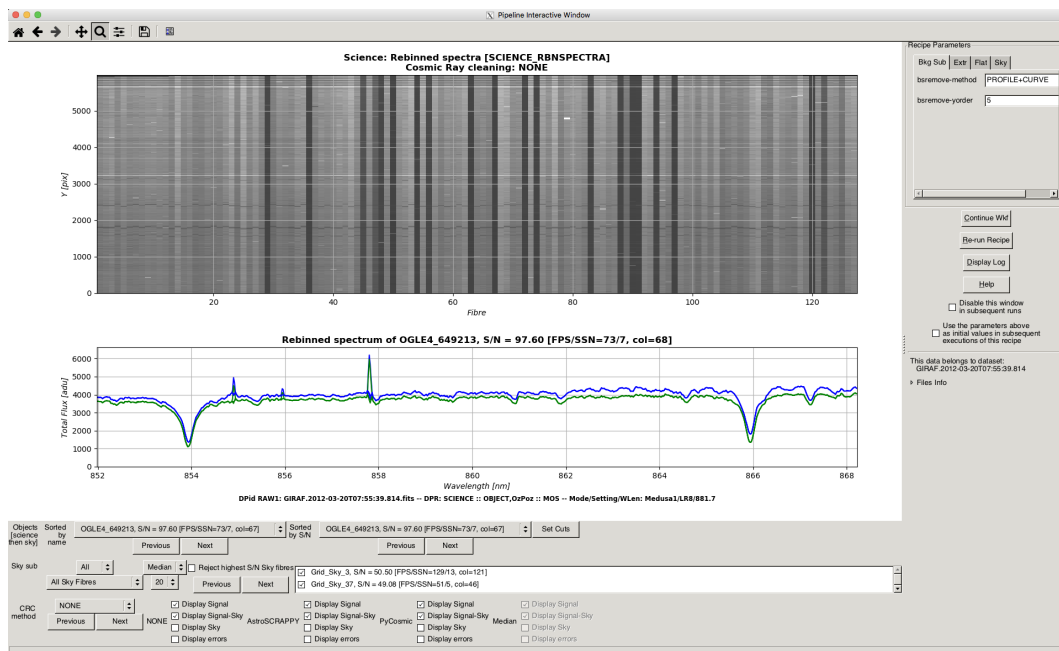 Pipeline Interactive Window
Science: Rebinned spectra [SCIENCE_RBNSPECTRA]
Cosmic Ray cleaning: NONE
Y [pix]
5000
4000
3000
2000
1000
0
20 40 60 80 100 120
Fibre
Rebinned spectrum of OGLE4_649213, S/N = 97.60 [FPS/SSN=73/7, col=68]
Total Flux [adu]
6000
5000
4000
3000
2000
1000
0
852 854 856 858 860 862 864 866 868
Wavelength [nm]
DPid RAW1: GIRAF.2012-03-20T07:55:39.814.fits -- DPR: SCIENCE :: OBJECT,OzPoz :: MOS -- Mode/Setting/WLen: Medusa1/LR8/881.7
Recipe Parameters
Bkg Sub Extr Flat Sky
bsremove-method PROFILE+CURVE
bsremove-yorder 5
Continue Wkf
Re-run Recipe
Display Log
Help
Disable this window
in subsequent runs
Use the parameters above
as initial values in subsequent
executions of this recipe
This data belongs to dataset:
GIRAF.2012-03-20T07:55:39.814
Files Info
Objects
[science
then sky]
Sorted
by
name
OGLE4_649213, S/N = 97.60 [FPS/SSN=73/7, col=67]
Previous Next
Sorted
by S/N
OGLE4_649213, S/N = 97.60 [FPS/SSN=73/7, col=67]
Set Cuts
Previous Next
Sky sub
All
Median
Reject highest S/N Sky fibres
All Sky Fibres
20
Previous Next
Grid_Sky_3, S/N = 50.50 [FPS/SSN=129/13, col=121]
Grid_Sky_37, S/N = 49.08 [FPS/SSN=51/5, col=46]
CRC
method
NONE
Previous Next
NONE
Display Signal
Display Signal-Sky
Display Sky
Display errors
AstroSCRAPPY
Display Signal
Display Signal-Sky
Display Sky
Display errors
PyCosmic
Display Signal
Display Signal-Sky
Display Sky
Display errors
Median
Display Signal
Display Signal-Sky
Display Sky
Display errors